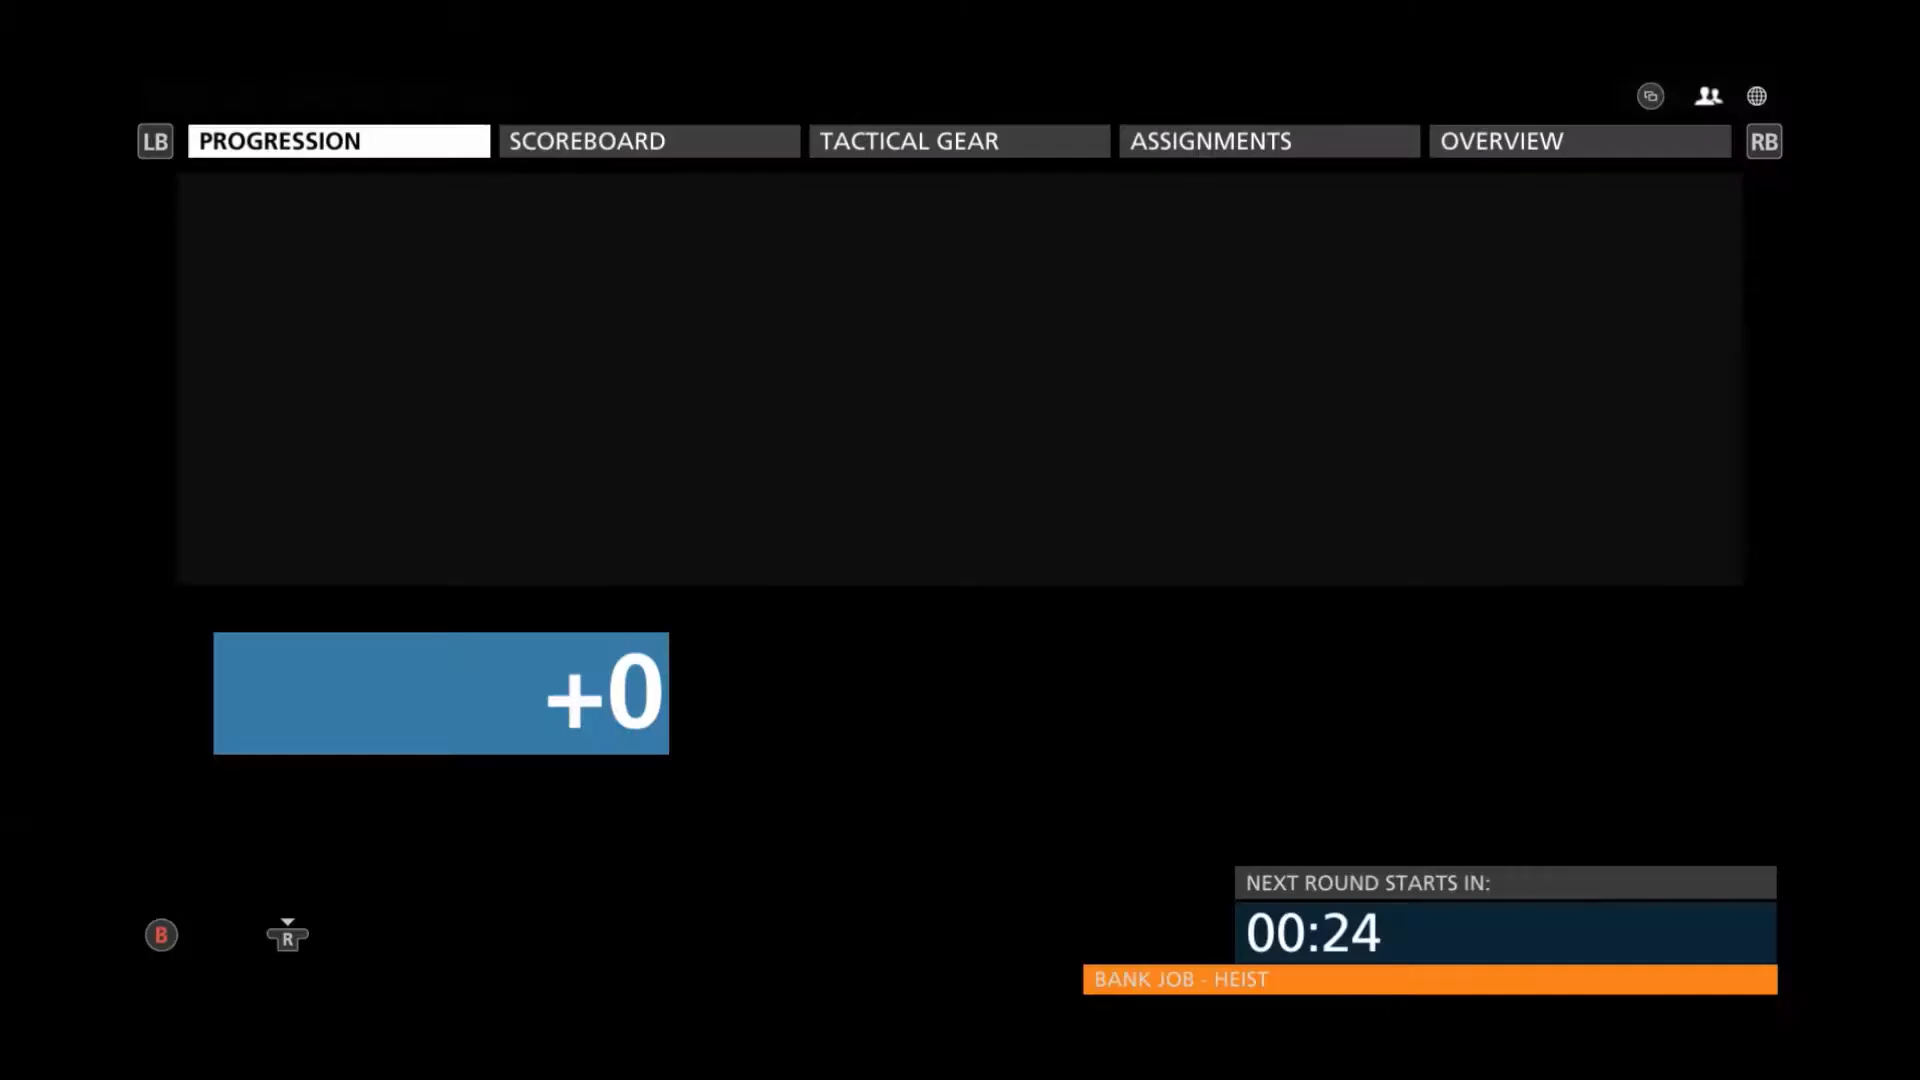 LB PROGRESSION SCOREBOARD TACTICAL GEAR ASSIGNMENTS OVERVIEW RB
+0
NEXT ROUND STARTS IN:
00:24
B R
BANK JOB - HEIST